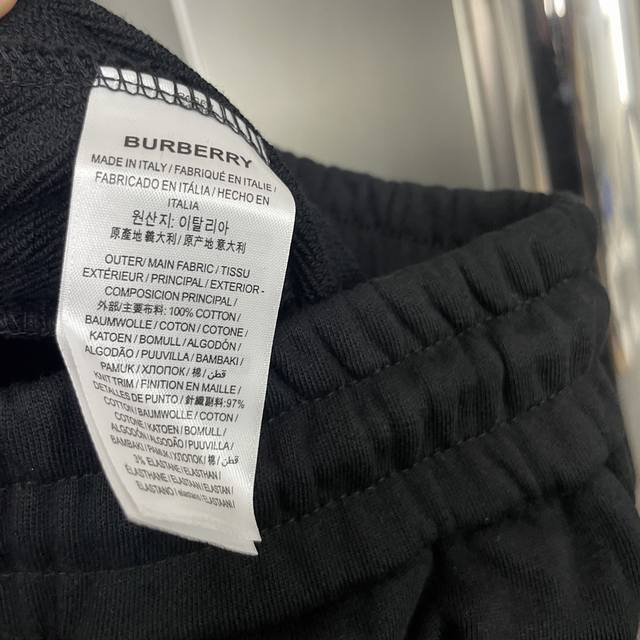 BURBERRY
MADE IN ITALY / FABRIQUÉ EN ITALIE /
FABRICADO EN ITÁLIA / HECHO EN
ITALIA
원산지: 이탈리아
原產地 義大利 / 原产地 意大利
OUTER / MAIN FABRIC / TISSU
EXTÉRIEUR / PRINCIPAL / EXTERIOR -
COMPOSICION PRINCIPAL /
外部/主要布料: 100% COTTON /
BAUMWOLLE / COTON / COTONE /
KATOEN / BOMULL / ALGODÓN /
ALGODÃO / PUUVILLA / BAMBAKI /
PAMUK / ХЛОПОК / 棉 / قطن /
KNIT TRIM / FINITION EN MAILLE /
DETALLES DE PUNTO / 針織副料: 97%
COTTON / BAUMWOLLE / COTON /
COTONE / KATOEN / BOMULL /
ALGODÓN / ALGODÃO / PUUVILLA /
BAMBAKI / PAMUK / ХЛОПОК / 棉 / قطن /
3% ELASTANE / ELASTAN /
ÉLASTHANNE / ELASTAN / ELASTAN /
ELASTANO /